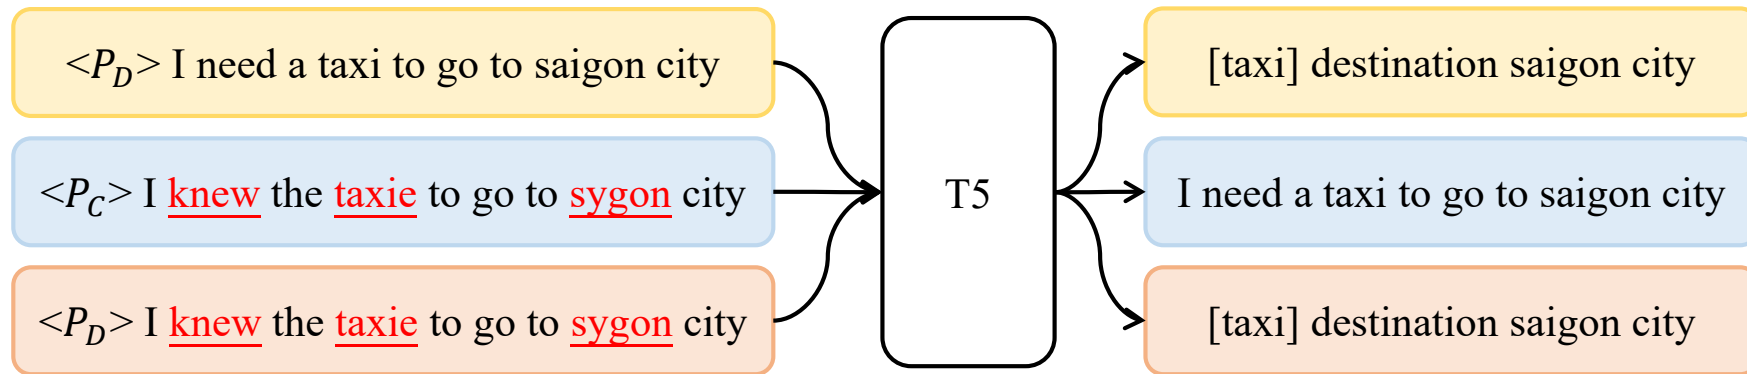 <P_D> I need a taxi to go to saigon city
<P_C> I knew the taxie to go to sygon city
<P_D> I knew the taxie to go to sygon city
T5
[taxi] destination saigon city
I need a taxi to go to saigon city
[taxi] destination saigon city